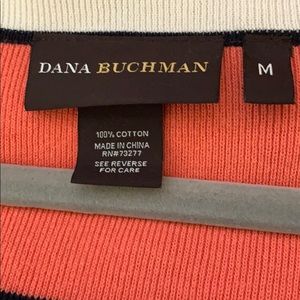 DANA BUCHMAN
M
100% COTTON
MADE IN CHINA
RN#73277
SEE REVERSE
FOR CARE